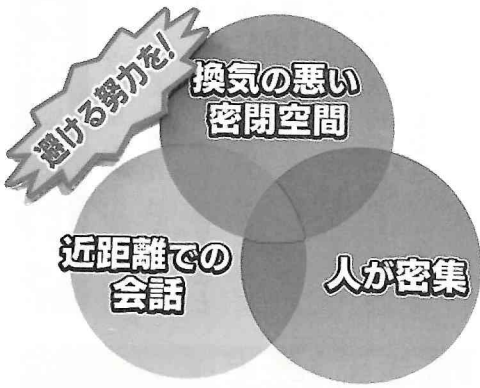 避ける努力を!
換気の悪い
密閉空間
近距離での
会話
人が密集